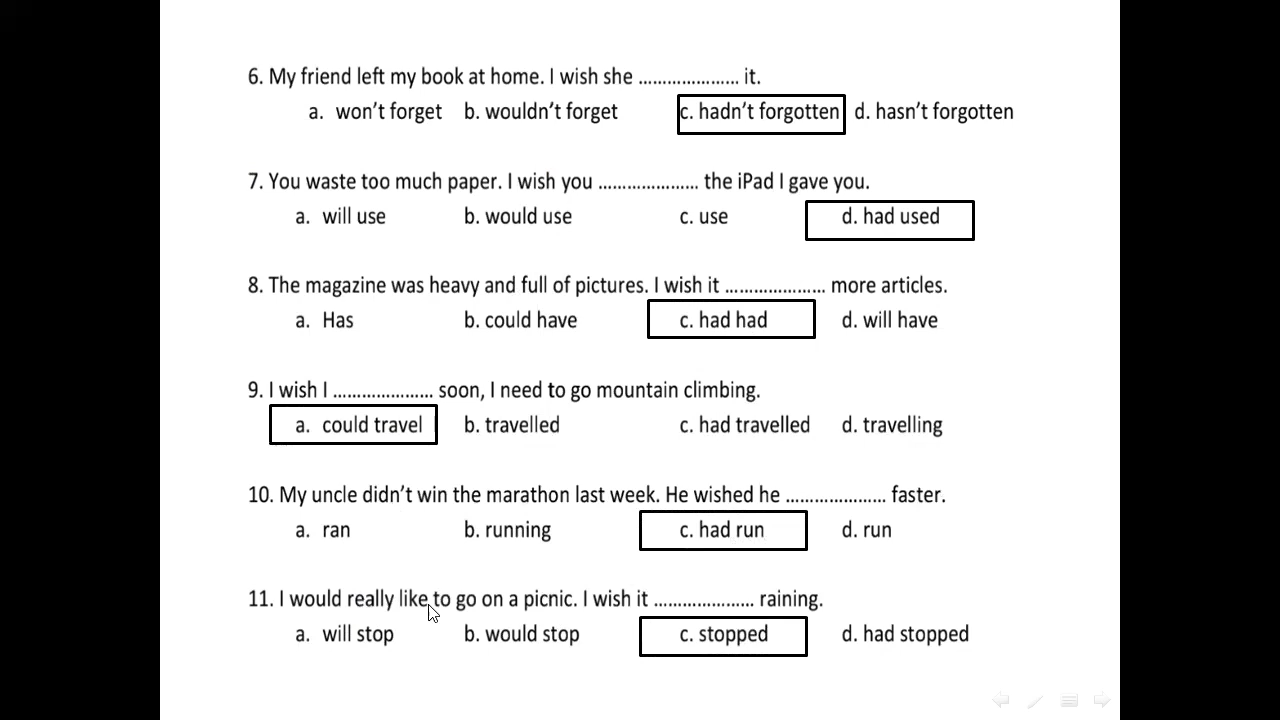 6. My friend left my book at home. I wish she .................... it.
a. won't forget b. wouldn't forget c. hadn't forgotten d. hasn't forgotten
7. You waste too much paper. I wish you .................... the iPad I gave you.
a. will use b. would use c. use d. had used
8. The magazine was heavy and full of pictures. I wish it .................... more articles.
a. Has b. could have c. had had d. will have
9. I wish I .................... soon, I need to go mountain climbing.
a. could travel b. travelled c. had travelled d. travelling
10. My uncle didn't win the marathon last week. He wished he .................... faster.
a. ran b. running c. had run d. run
11. I would really like to go on a picnic. I wish it .................... raining.
a. will stop b. would stop c. stopped d. had stopped